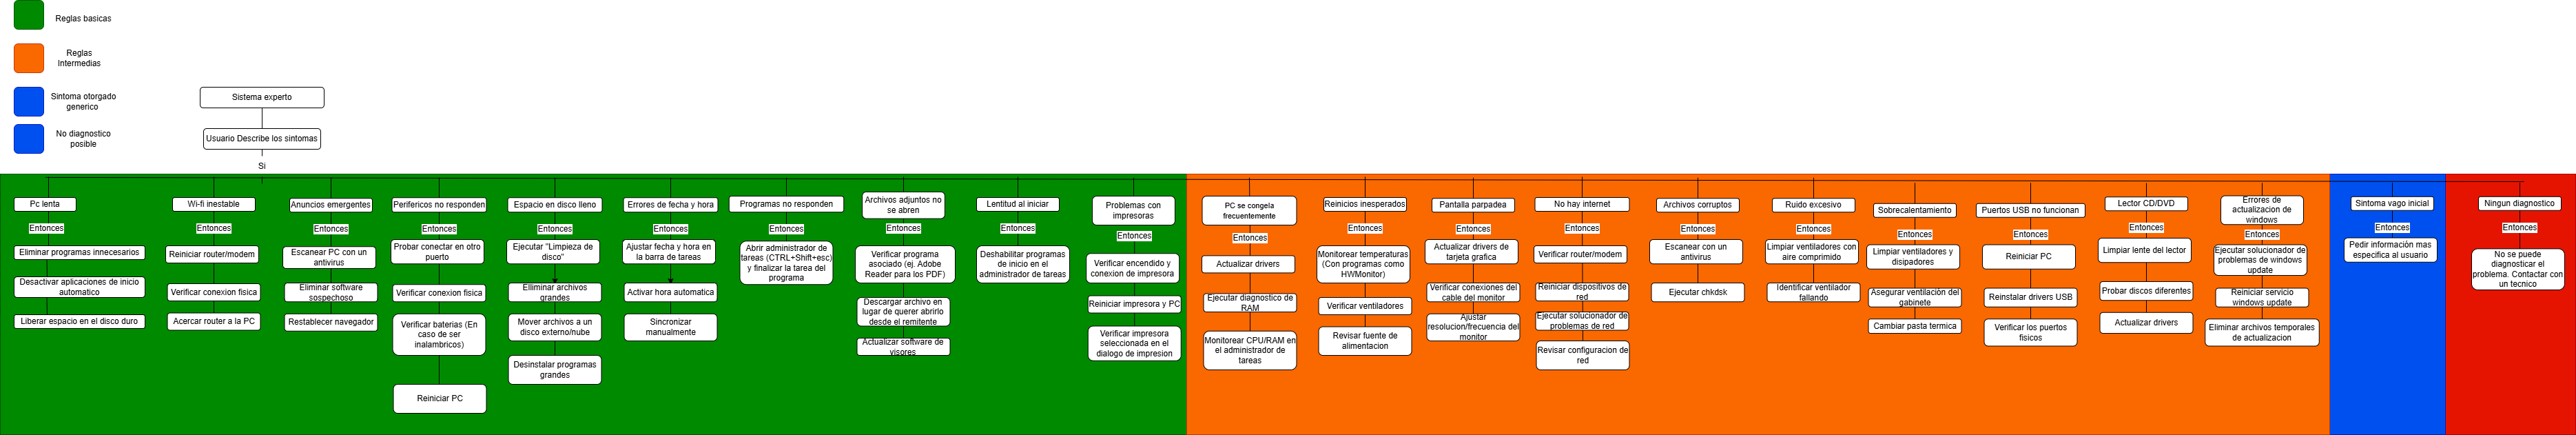 Reglas basicas
Reglas
Intermedias
Sintoma otorgado
generico
No diagnostico
posible
Sistema experto
Usuario Describe los sintomas
Si
Pc lenta
Entonces
Eliminar programas innecesarios
Desactivar aplicaciones de inicio
automatico
Liberar espacio en el disco duro
Wi-fi inestable
Entonces
Reiniciar router/modem
Verificar conexion fisica
Acercar router a la PC
Anuncios emergentes
Entonces
Escanear PC con un
antivirus
Eliminar software
sospechoso
Restablecer navegador
Perifericos no responden
Entonces
Probar conectar en otro
puerto
Verificar conexion fisica
Verificar baterias (En
caso de ser
inalambricos)
Reiniciar PC
Espacio en disco lleno
Entonces
Ejecutar "Limpieza de
disco"
Elliminar archivos
grandes
Mover archivos a un
disco externo/nube
Desinstalar programas
grandes
Errores de fecha y hora
Entonces
Ajustar fecha y hora en
la barra de tareas
Activar hora automatica
Sincronizar
manualmente
Programas no responden
Entonces
Abrir administrador de
tareas (CTRL+Shift+esc)
y finalizar la tarea del
programa
Archivos adjuntos no
se abren
Entonces
Verificar programa
asociado (ej. Adobe
Reader para los PDF)
Descargar archivo en
lugar de querer abrirlo
desde el remitente
Actualizar software de
visores
Lentitud al iniciar
Entonces
Deshabilitar programas
de inicio en el
administrador de tareas
Problemas con
impresoras
Entonces
Verificar encendido y
conexion de impresora
Reiniciar impresora y PC
Verificar impresora
seleccionada en el
dialogo de impresion
PC se congela
frecuentemente
Entonces
Actualizar drivers
Ejecutar diagnostico de
RAM
Monitorear CPU/RAM en
el administrador de
tareas
Reinicios inesperados
Entonces
Monitorear temperaturas
(Con programas como
HWMonitor)
Verificar ventiladores
Revisar fuente de
alimentacion
Pantalla parpadea
Entonces
Actualizar drivers de
tarjeta grafica
Verificar conexiones del
cable del monitor
Ajustar
resolucion/frecuencia del
monitor
No hay internet
Entonces
Verificar router/modem
Reiniciar dispositivos de
red
Ejecutar solucionador de
problemas de red
Revisar configuracion de
red
Archivos corruptos
Entonces
Escanear con un
antivirus
Ejecutar chkdsk
Ruido excesivo
Entonces
Limpiar ventiladores con
aire comprimido
Identificar ventilador
fallando
Sobrecalentamiento
Entonces
Limpiar ventiladores y
disipadores
Asegurar ventilación del
gabinete
Cambiar pasta termica
Puertos USB no funcionan
Entonces
Reiniciar PC
Reinstalar drivers USB
Verificar los puertos
fisicos
Lector CD/DVD
Entonces
Limpiar lente del lector
Probar discos diferentes
Actualizar drivers
Errores de
actualizacion de
windows
Entonces
Ejecutar solucionador de
problemas de windows
update
Reiniciar servicio
windows update
Eliminar archivos temporales
de actualizacion
Sintoma vago inicial
Entonces
Pedir información mas
especifica al usuario
Ningun diagnostico
Entonces
No se puede
diagnosticar el
problema. Contactar con
un tecnico